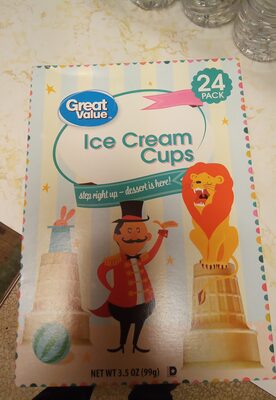 Great
Value
24
PACK
Ice Cream
Cups
step right up – dessert is here!
NET WT 3.5 OZ (99g)
D